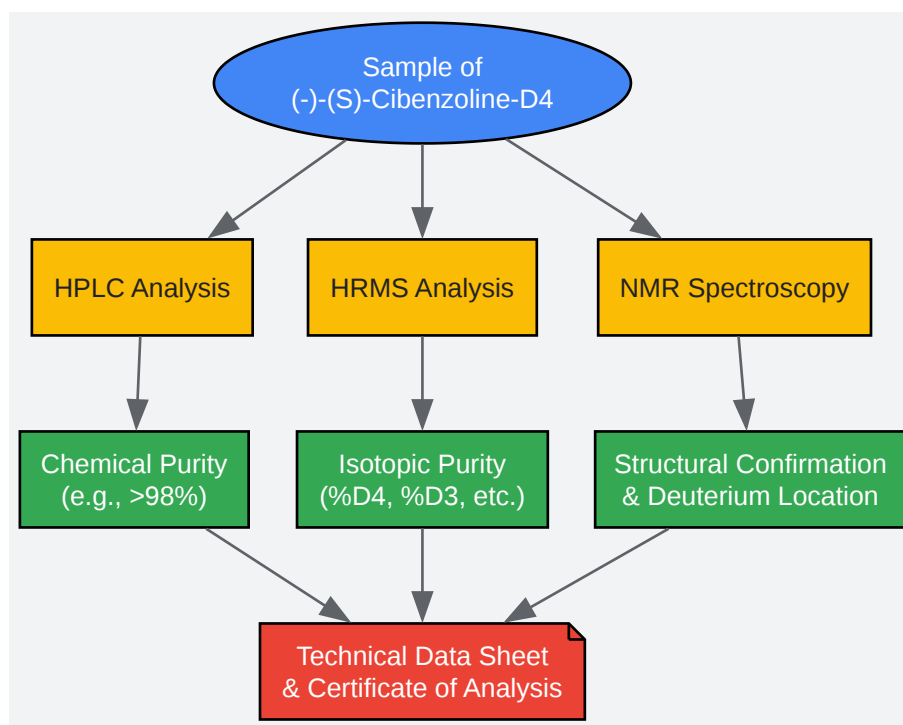 Sample of
(-)-(S)-Cibenzoline-D4
HPLC Analysis
HRMS Analysis
NMR Spectroscopy
Chemical Purity
(e.g., >98%)
Isotopic Purity
(%D4, %D3, etc.)
Structural Confirmation
& Deuterium Location
Technical Data Sheet
& Certificate of Analysis